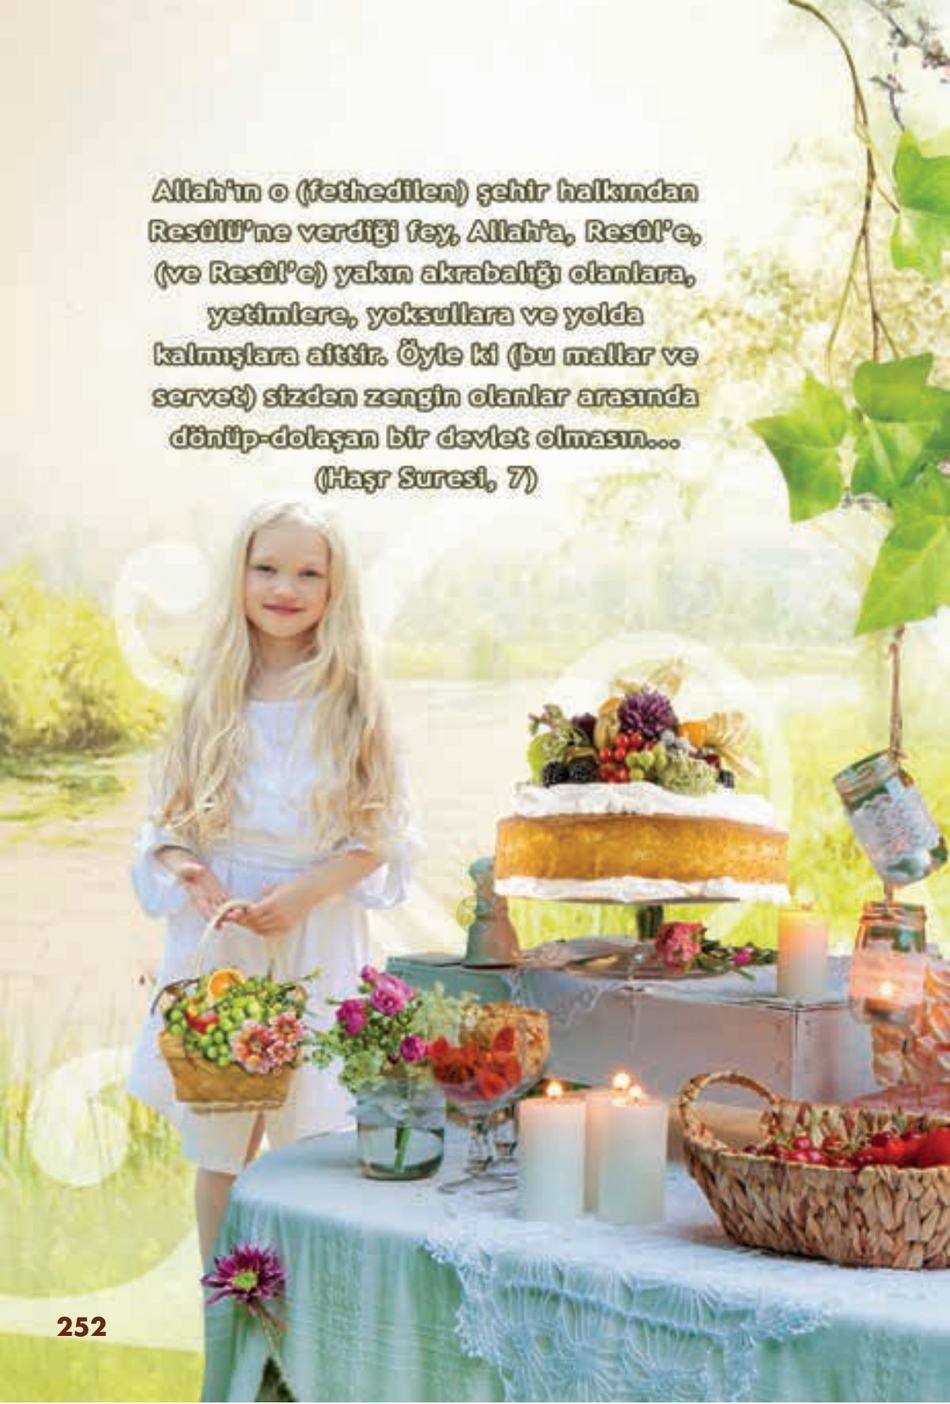 Allah'ın o (fethedilen) şehir halkından
Resûlü'ne verdiği fey, Allah'a, Resûl'e,
(ve Resûl'e) yakın akrabalığı olanlara,
yetimlere, yoksullara ve yolda
kalmışlara aittir. Öyle ki (bu mallar ve
servet) sizden zengin olanlar arasında
dönüp-dolaşan bir devlet olmasın...
(Haşr Suresi, 7)
252